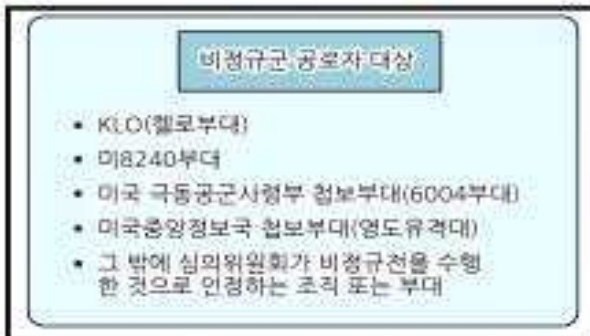 비정규군 공로자 대상
• KLO(켈로부대)
• 미8240부대
• 미국 극동공군사령부 첩보부대(6004부대)
• 미국중앙정보국 첩보부대(영도유격대)
• 그 밖에 심의위원회가 비정규전을 수행
한 것으로 인정하는 조직 또는 부대